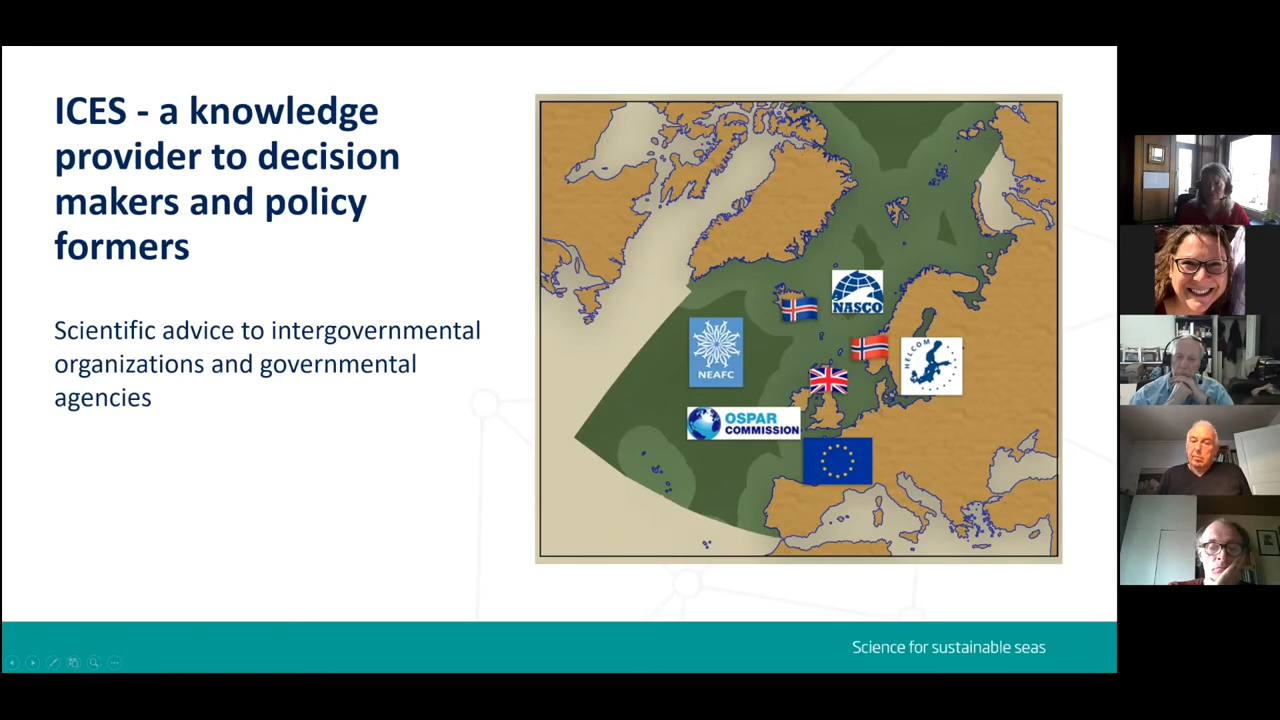 ICES - a knowledge
provider to decision
makers and policy
formers
Scientific advice to intergovernmental
organizations and governmental
agencies
NASCO
NEAFC
HELCOM
OSPAR
COMMISSION
Science for sustainable seas